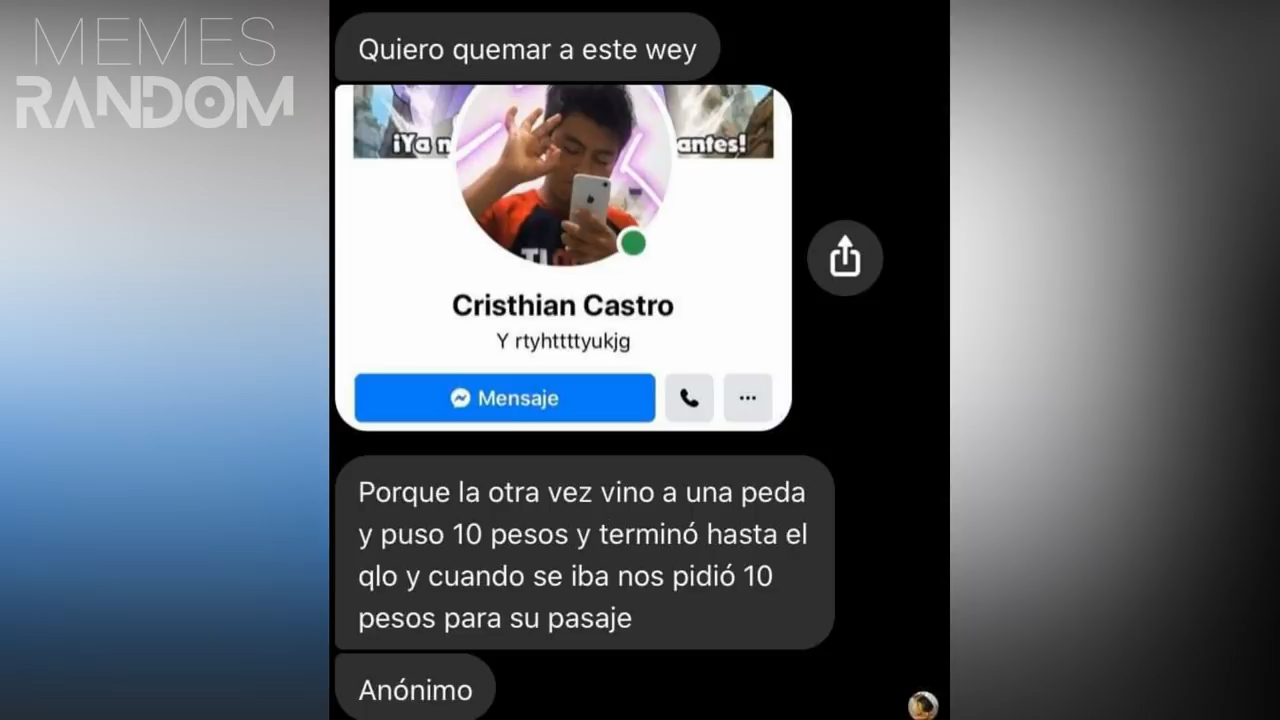 MEMES
RANDOM
Quiero quemar a este wey
¡Ya n
antes!
Cristhian Castro
Y rtyhttttyukjg
Mensaje
Porque la otra vez vino a una peda
y puso 10 pesos y terminó hasta el
qlo y cuando se iba nos pidió 10
pesos para su pasaje
Anónimo